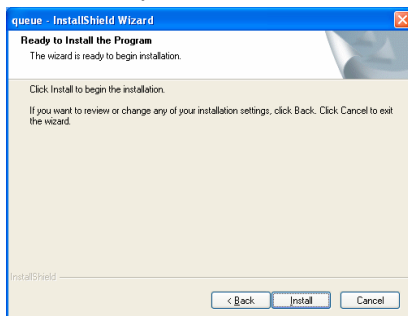 queue - InstallShield Wizard
Ready to Install the Program
The wizard is ready to begin installation.
Click Install to begin the installation.
If you want to review or change any of your installation settings, click Back. Click Cancel to exit
the wizard.
InstallShield
< Back Install Cancel